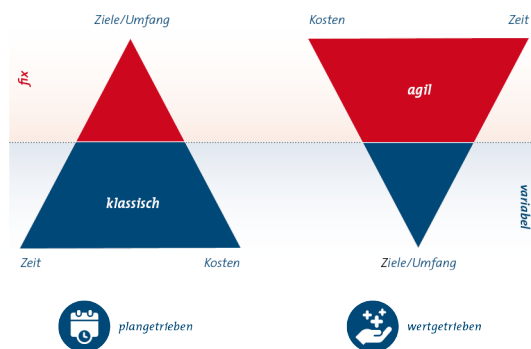 Ziele/Umfang
Kosten
Zeit
fix
agil
klassisch
variabel
Zeit
Kosten
Ziele/Umfang
plangetrieben
wertgetrieben